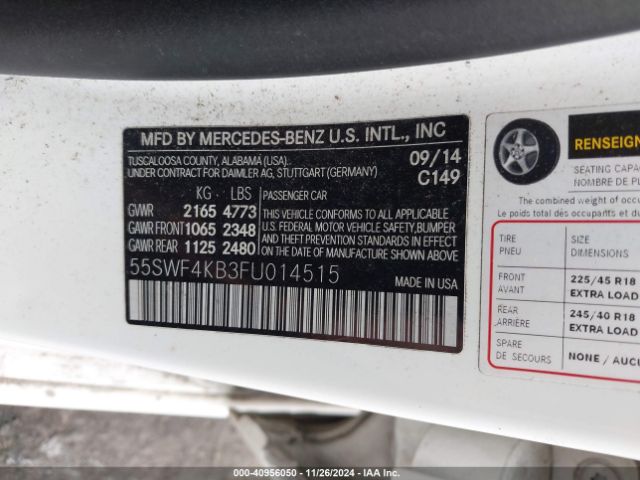 MFD BY MERCEDES-BENZ U.S. INTL., INC
TUSCALOOSA COUNTY, ALABAMA (USA).
UNDER CONTRACT FOR DAIMLER AG, STUTTGART (GERMANY)
09/14
C149
KG LBS
GVWR 2165 4773
GAWR FRONT 1065 2348
GAWR REAR 1125 2480
PASSENGER CAR
THIS VEHICLE CONFORMS TO ALL APPLICABLE
U.S. FEDERAL MOTOR VEHICLE SAFETY,BUMPER,
AND THEFT PREVENTION STANDARDS IN EFFECT
ON THE DATE OF MANUFACTURE SHOWN ABOVE.
55SWF4KB3FU014515
MADE IN USA
RENSEIGN
SEATING CAPA
NOMBRE DE PL
The combined weight of occup
Le poids total des occupants et du
TIRE
PNEU
SIZE
DIMENSIONS
FRONT
AVANT
225/45 R18
EXTRA LOAD
REAR
ARRIÈRE
245/40 R18
EXTRA LOAD
SPARE
DE SECOURS
NONE / AUCU
000-40956050 | 11/26/2024 | IAA Inc.